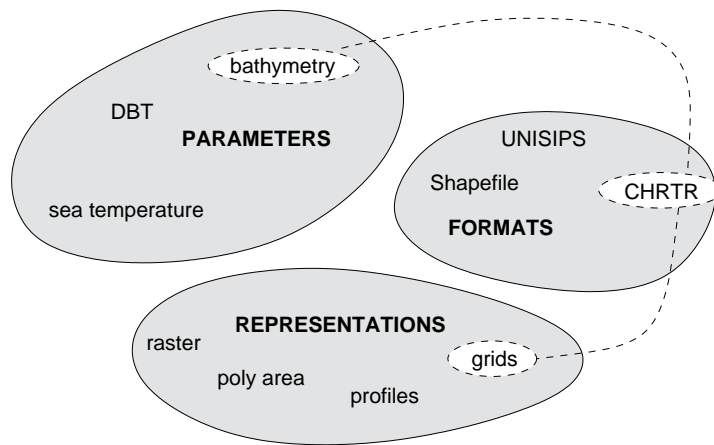 bathymetry
DBT
PARAMETERS
sea temperature
UNISIPS
Shapefile
CHRTR
FORMATS
REPRESENTATIONS
raster
grids
poly area
profiles